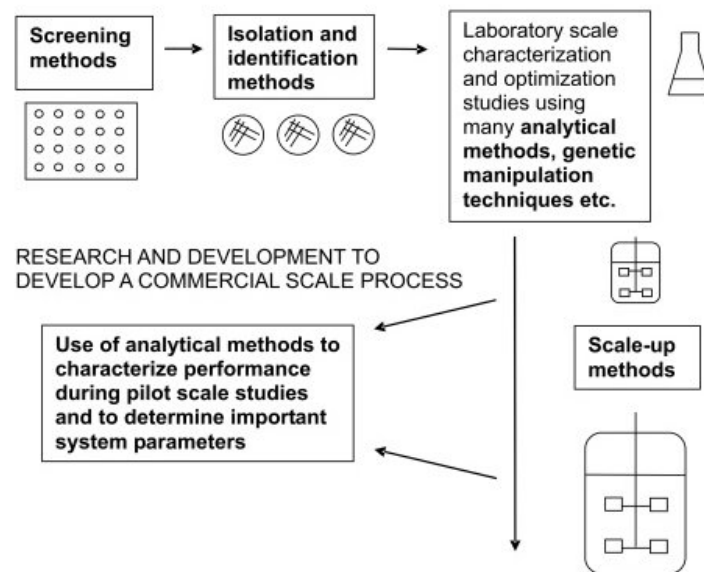 Screening
methods
Isolation and
identification
methods
Laboratory scale
characterization
and optimization
studies using
many analytical
methods, genetic
manipulation
techniques etc.
RESEARCH AND DEVELOPMENT TO
DEVELOP A COMMERCIAL SCALE PROCESS
Use of analytical methods to
characterize performance
during pilot scale studies
and to determine important
system parameters
Scale-up
methods